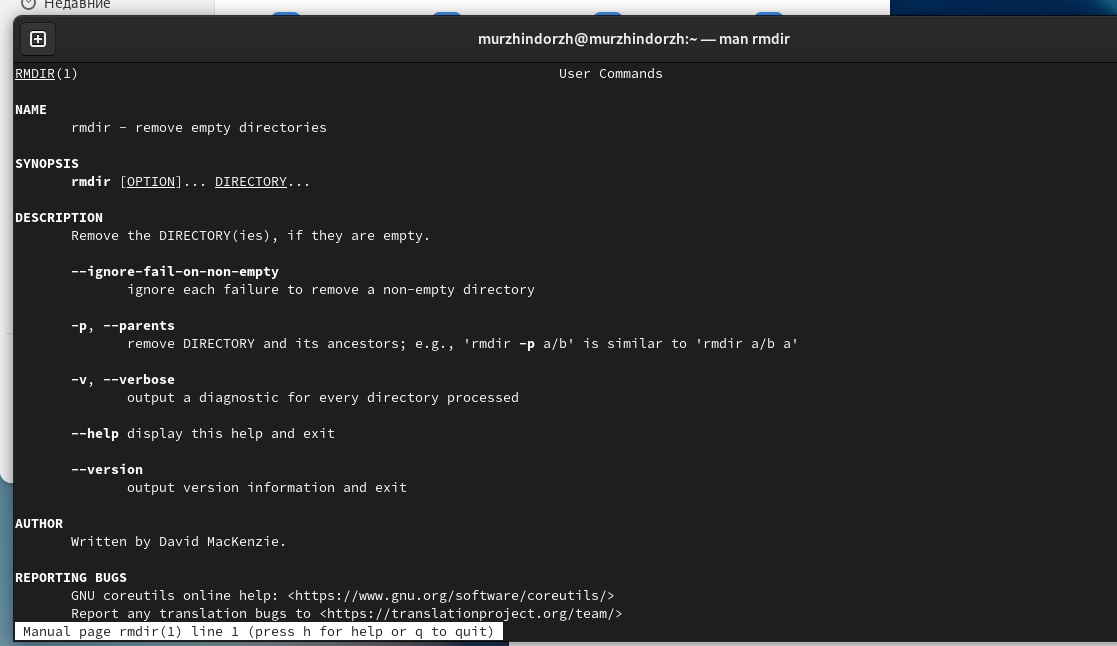 Недавние
murzhindorzh@murzhindorzh:~ — man rmdir
RMDIR(1) User Commands
NAME
rmdir - remove empty directories
SYNOPSIS
rmdir [OPTION]... DIRECTORY...
DESCRIPTION
Remove the DIRECTORY(ies), if they are empty.
--ignore-fail-on-non-empty
ignore each failure to remove a non-empty directory
-p, --parents
remove DIRECTORY and its ancestors; e.g., 'rmdir -p a/b' is similar to 'rmdir a/b a'
-v, --verbose
output a diagnostic for every directory processed
--help display this help and exit
--version
output version information and exit
AUTHOR
Written by David MacKenzie.
REPORTING BUGS
GNU coreutils online help: <https://www.gnu.org/software/coreutils/>
Report any translation bugs to <https://translationproject.org/team/>
Manual page rmdir(1) line 1 (press h for help or q to quit)